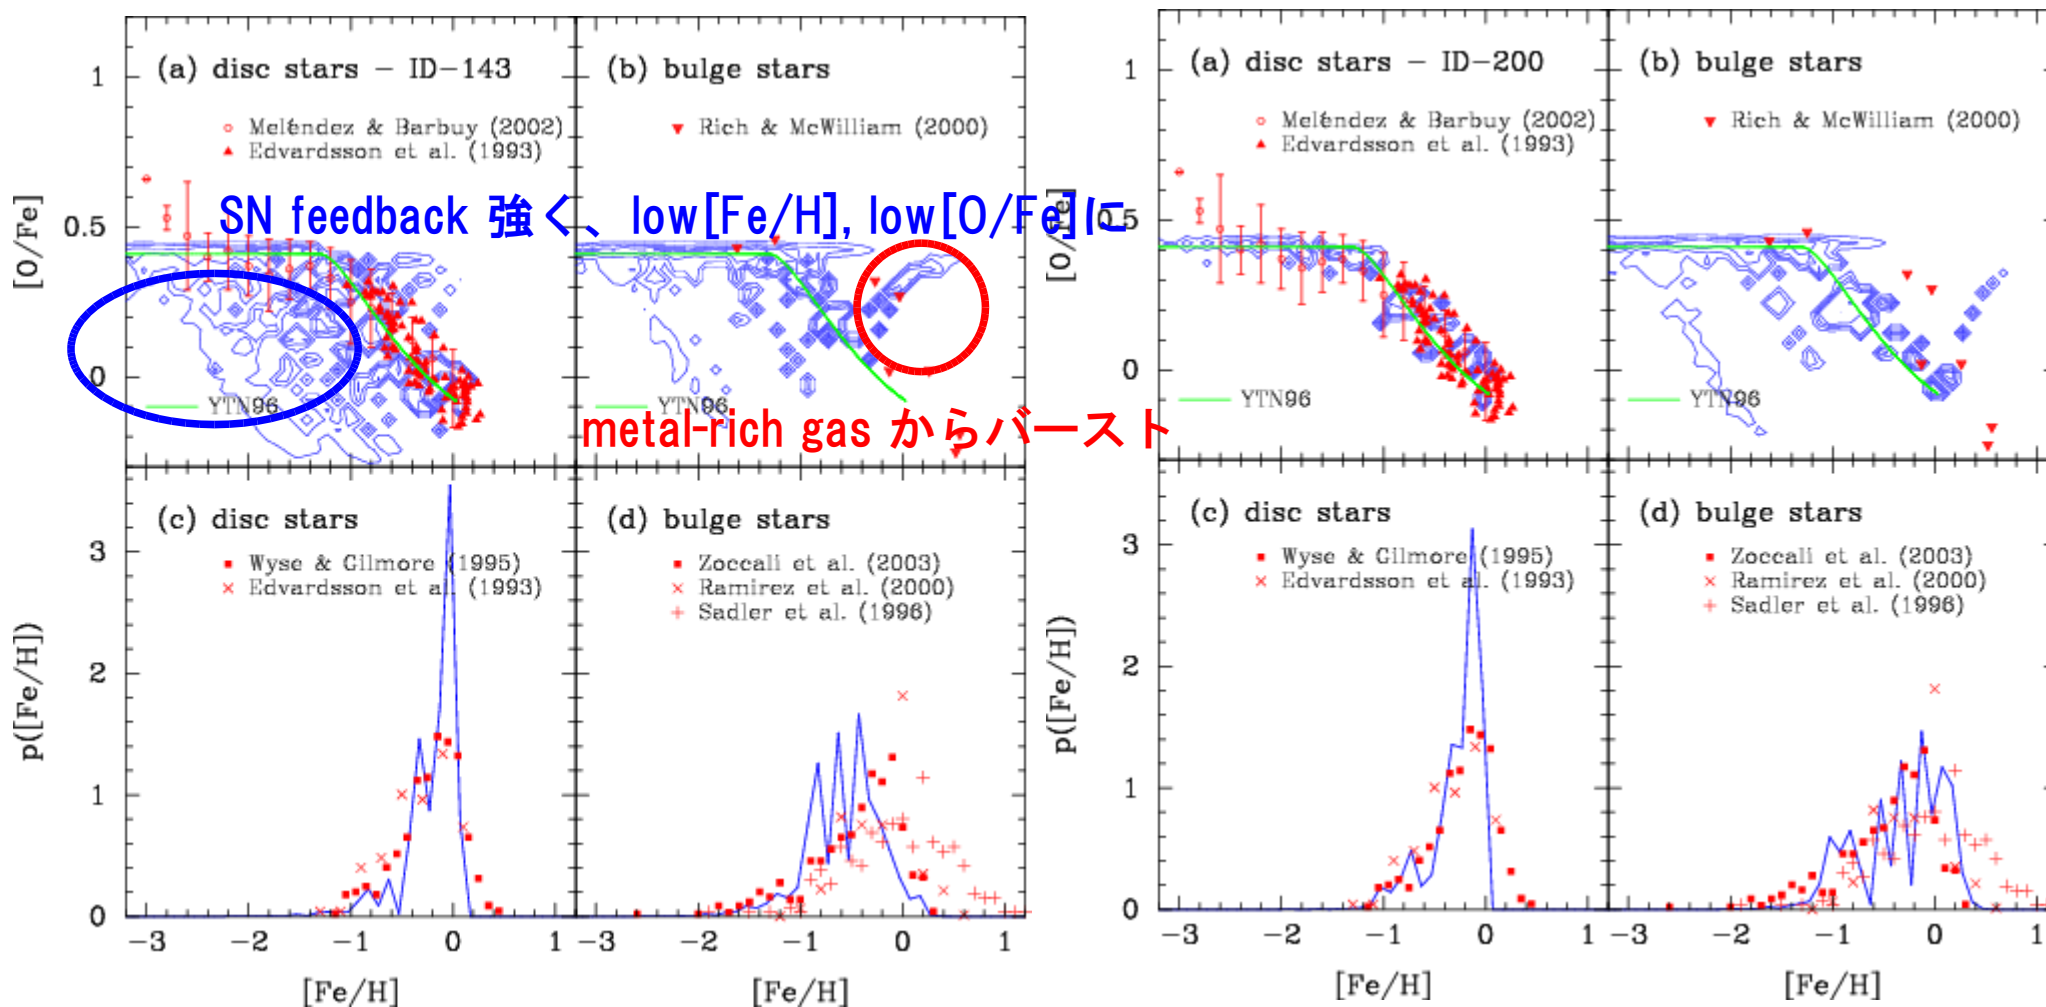 (a) disc stars – ID-143
Meléndez & Barbuy (2002)
Edvardsson et al. (1993)
(b) bulge stars
Rich & McWilliam (2000)
SN feedback 強く、low[Fe/H], low[O/Fe]に
metal-rich gas からバースト
YTN96
YTN96
[O/Fe]
1
0.5
0
(c) disc stars
Wyse & Gilmore (1995)
Edvardsson et al. (1993)
(d) bulge stars
Zoccali et al. (2003)
Ramirez et al. (2000)
Sadler et al. (1996)
p([Fe/H])
3
2
1
0
−3 −2 −1 0 1
−3 −2 −1 0 1
[Fe/H]
[Fe/H]
(a) disc stars – ID-200
Meléndez & Barbuy (2002)
Edvardsson et al. (1993)
(b) bulge stars
Rich & McWilliam (2000)
YTN96
YTN96
[O/Fe]
1
0.5
0
(c) disc stars
Wyse & Gilmore (1995)
Edvardsson et al. (1993)
(d) bulge stars
Zoccali et al. (2003)
Ramirez et al. (2000)
Sadler et al. (1996)
p([Fe/H])
3
2
1
0
−3 −2 −1 0 1
−3 −2 −1 0 1
[Fe/H]
[Fe/H]